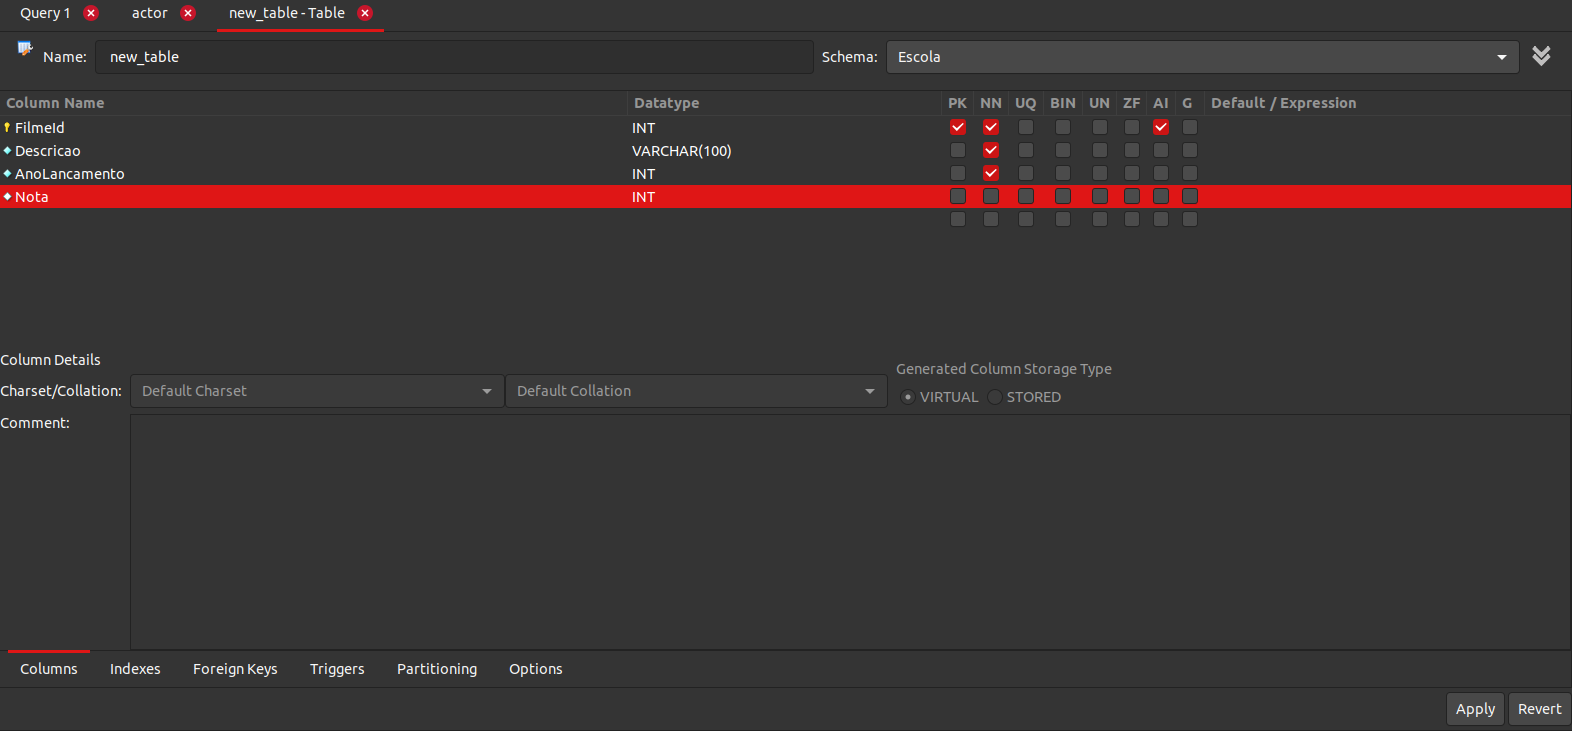 Query 1 actor new_table - Table
Name: new_table Schema: Escola
Column Name Datatype PK NN UQ BIN UN ZF AI G Default / Expression
FilmeId INT
Descricao VARCHAR(100)
AnoLancamento INT
Nota INT
Column Details
Generated Column Storage Type
Charset/Collation: Default Charset Default Collation
VIRTUAL STORED
Comment:
Columns Indexes Foreign Keys Triggers Partitioning Options
Apply Revert